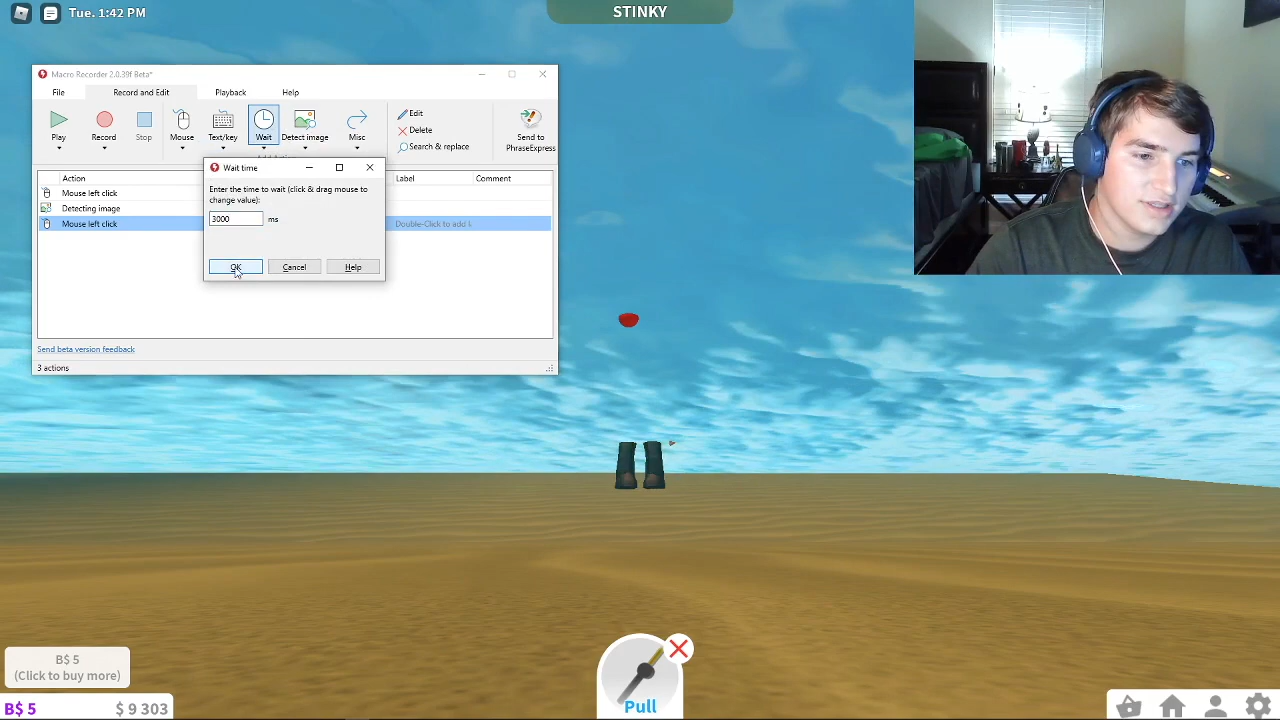 Tue. 1:42 PM
STINKY
Macro Recorder 2.0.39f Beta*
File Record and Edit Playback Help
Play Record Stop Mouse Text/key Wait Misc
Edit
Delete
Search & replace
Send to
PhraseExpress
Wait time
Enter the time to wait (click & drag mouse to
change value):
3000 ms
OK Cancel Help
Action Label Comment
Mouse left click
Detecting image
Mouse left click Double-Click to add l
Send beta version feedback
3 actions
Pull
B$ 5
(Click to buy more)
B$ 5 $ 9 303